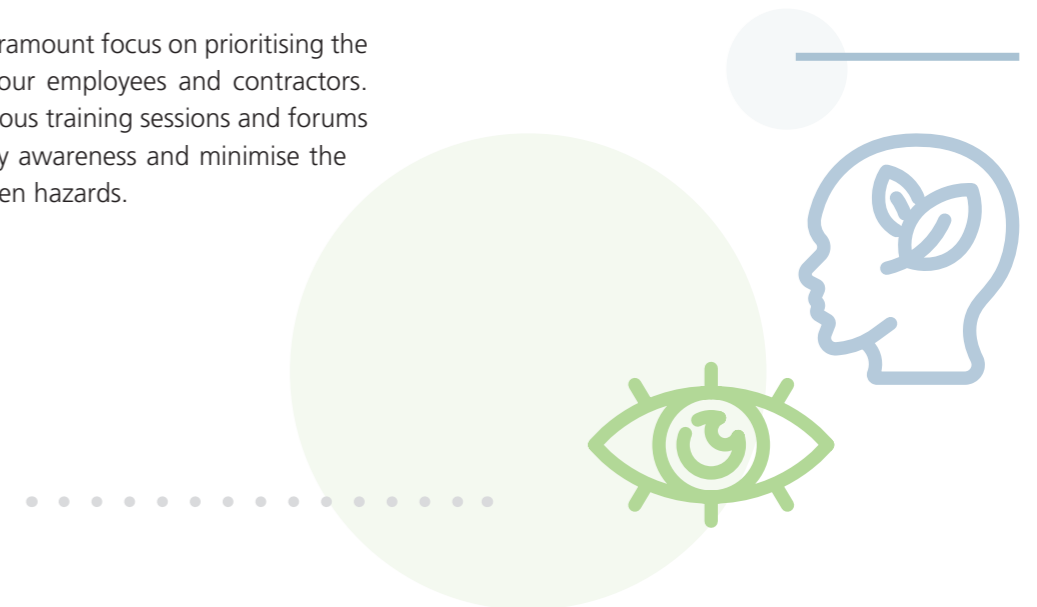 ramount focus on prioritising the
our employees and contractors.
ous training sessions and forums
y awareness and minimise the
en hazards.